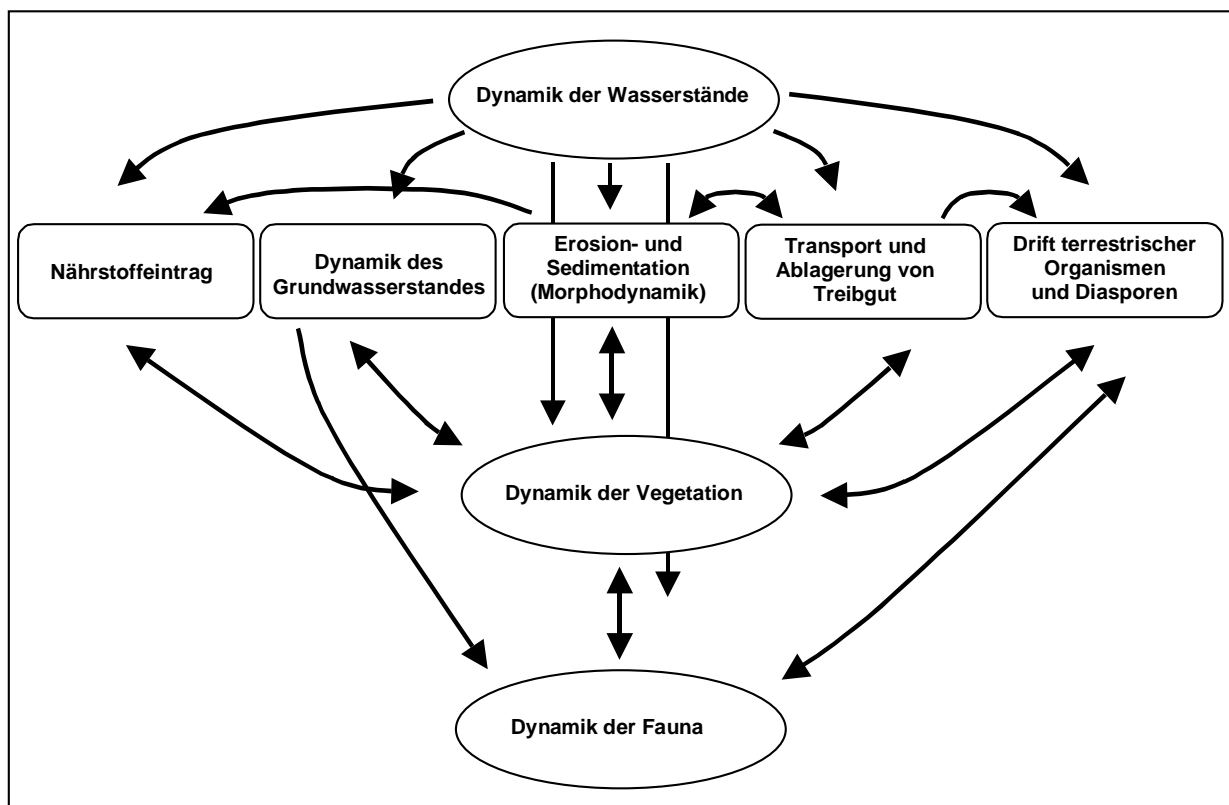 Dynamik der Wasserstände
Nährstoffeintrag
Dynamik des
Grundwasserstandes
Erosion- und
Sedimentation
(Morphodynamik)
Transport und
Ablagerung von
Treibgut
Drift terrestrischer
Organismen
und Diasporen
Dynamik der Vegetation
Dynamik der Fauna